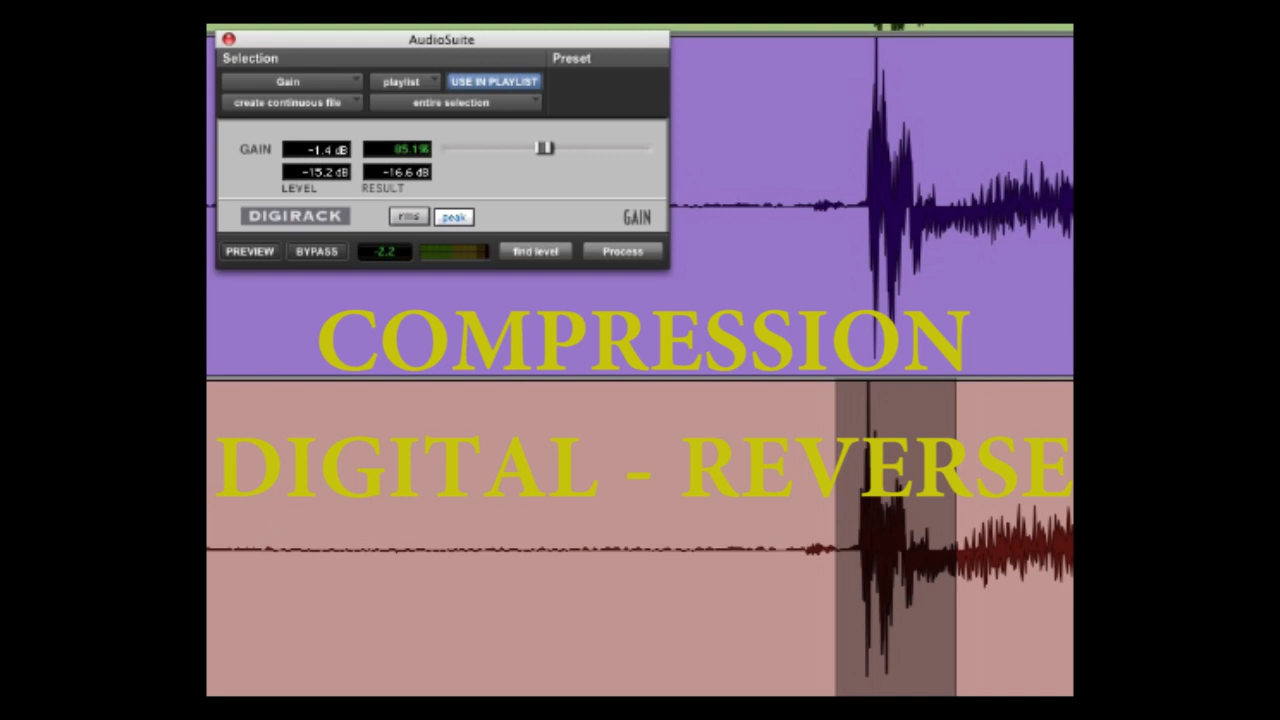 AudioSuite
Selection Preset
Gain playlist USE IN PLAYLIST
create continuous file entire selection
GAIN -1.4 dB 85.1%
-15.2 dB -16.6 dB
LEVEL RESULT
DIGIRACK rms peak GAIN
PREVIEW BYPASS -2.2 find level Process
COMPRESSION
DIGITAL - REVERSE